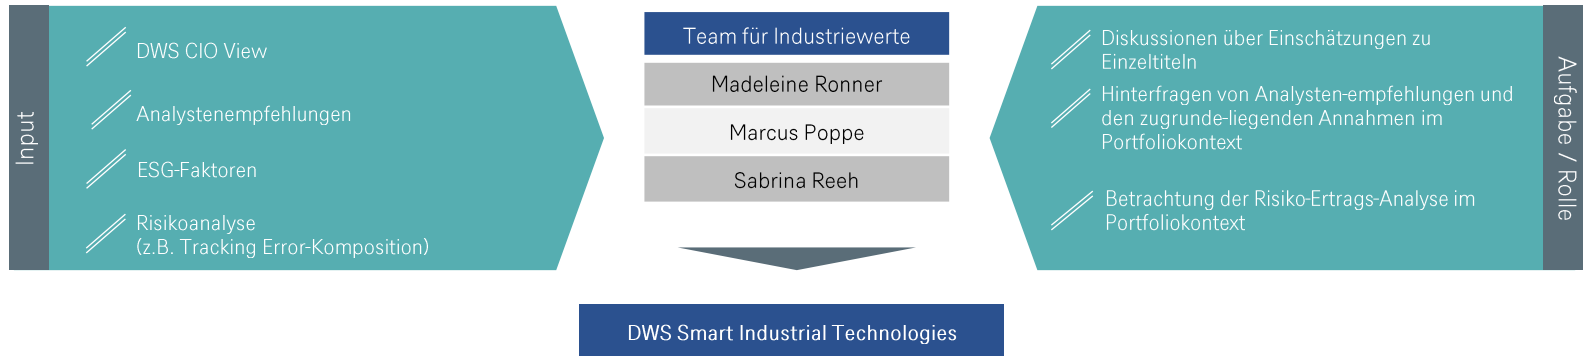 Input
DWS CIO View
Analystenempfehlungen
ESG-Faktoren
Risikoanalyse
(z.B. Tracking Error-Komposition)
Team für Industriewerte
Madeleine Ronner
Marcus Poppe
Sabrina Reeh
Diskussionen über Einschätzungen zu
Einzeltiteln
Hinterfragen von Analysten-empfehlungen und
den zugrunde-liegenden Annahmen im
Portfoliokontext
Betrachtung der Risiko-Ertrags-Analyse im
Portfoliokontext
Aufgabe / Rolle
DWS Smart Industrial Technologies